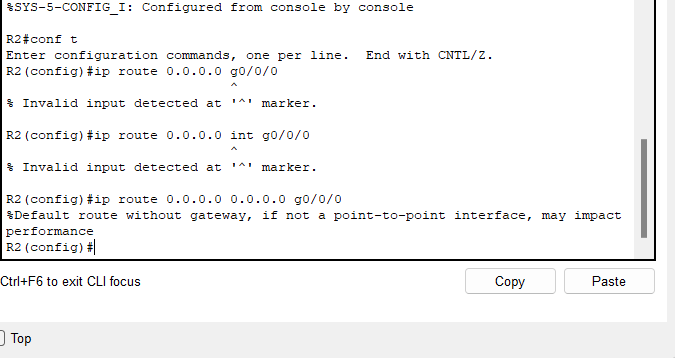 %SYS-5-CONFIG_I: Configured from console by console
R2#conf t
Enter configuration commands, one per line.  End with CNTL/Z.
R2(config)#ip route 0.0.0.0 g0/0/0
^
% Invalid input detected at '^' marker.
R2(config)#ip route 0.0.0.0 int g0/0/0
^
% Invalid input detected at '^' marker.
R2(config)#ip route 0.0.0.0 0.0.0.0 g0/0/0
%Default route without gateway, if not a point-to-point interface, may impact
performance
R2(config)#
Ctrl+F6 to exit CLI focus
Copy
Paste
Top